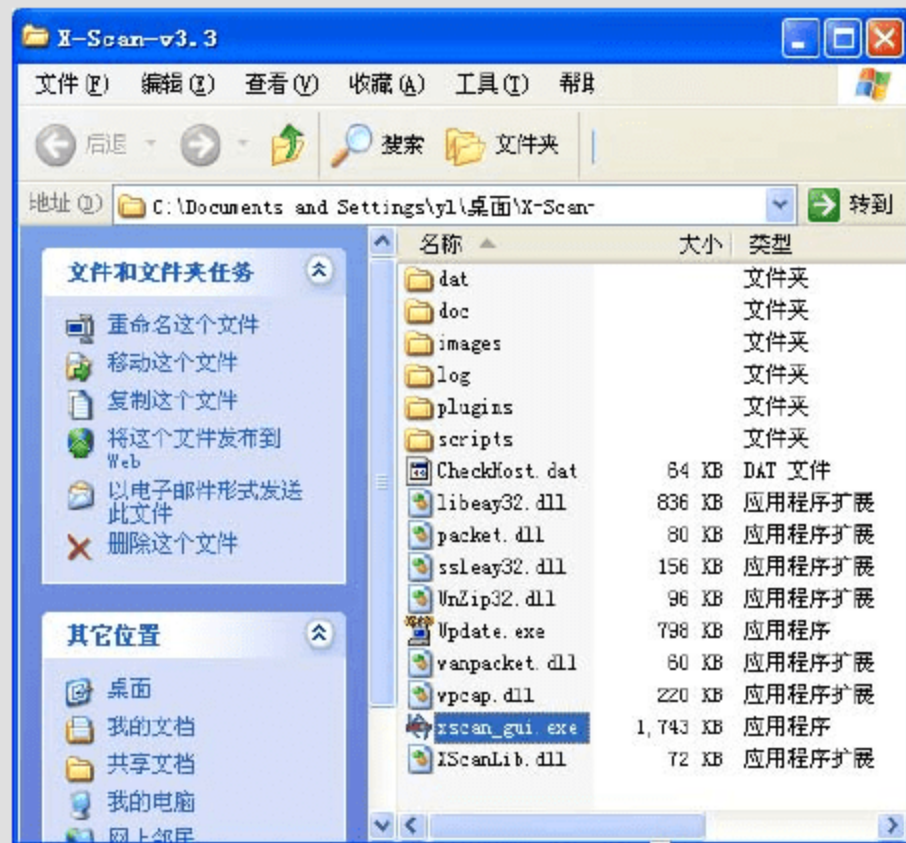 X-Scan-v3.3
文件(F) 编辑(E) 查看(V) 收藏(A) 工具(T) 帮助
后退 搜索 文件夹
地址(D) C:\Documents and Settings\yl\桌面\X-Scan- 转到
名称 大小 类型
文件和文件夹任务
重命名这个文件
移动这个文件
复制这个文件
将这个文件发布到
Web
以电子邮件形式发送
此文件
删除这个文件
其它位置
桌面
我的文档
共享文档
我的电脑
网上邻居
dat 文件夹
doc 文件夹
images 文件夹
log 文件夹
plugins 文件夹
scripts 文件夹
CheckHost.dat 64 KB DAT 文件
libeay32.dll 836 KB 应用程序扩展
packet.dll 80 KB 应用程序扩展
ssleay32.dll 156 KB 应用程序扩展
UnZip32.dll 96 KB 应用程序扩展
Update.exe 798 KB 应用程序
wanpacket.dll 60 KB 应用程序扩展
wpcap.dll 220 KB 应用程序扩展
xscan_gui.exe 1,743 KB 应用程序
XScanLib.dll 72 KB 应用程序扩展